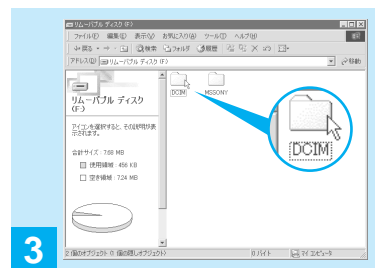 リムーバブル ディスク (F:)
ファイル(F) 編集(E) 表示(V) お気に入り(A) ツール(T) ヘルプ(H)
戻る 検索 フォルダ 履歴
アドレス(D) リムーバブル ディスク (F:) 移動
リムーバブル ディスク
(F:)
DCIM MSSONY
アイコンを選択すると、その説明が表
示されます。
DCIM
合計サイズ : 7.68 MB
使用領域 : 456 KB
空き領域 : 7.24 MB
2 個のオブジェクト (1 個の隠しオブジェクト) 0 バイト マイ コンピュータ
3